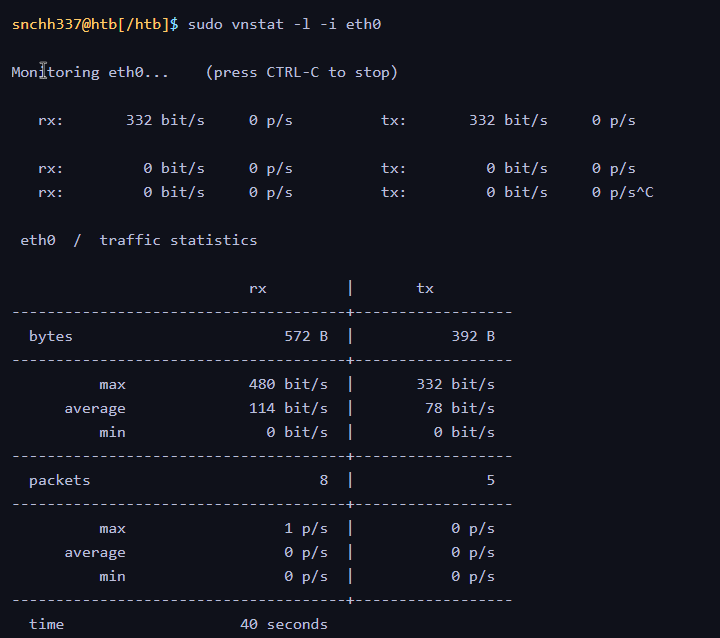 snchh337@htb[/htb]$ sudo vnstat -l -i eth0
Monitoring eth0...    (press CTRL-C to stop)
   rx:       332 bit/s     0 p/s          tx:       332 bit/s     0 p/s
   rx:         0 bit/s     0 p/s          tx:         0 bit/s     0 p/s
   rx:         0 bit/s     0 p/s          tx:         0 bit/s     0 p/s^C
 eth0  /  traffic statistics
                           rx         |       tx
--------------------------------------+------------------
  bytes                        572 B  |           392 B
--------------------------------------+------------------
          max              480 bit/s  |       332 bit/s
      average              114 bit/s  |        78 bit/s
          min                0 bit/s  |         0 bit/s
--------------------------------------+------------------
  packets                          8  |               5
--------------------------------------+------------------
          max                  1 p/s  |           0 p/s
      average                  0 p/s  |           0 p/s
          min                  0 p/s  |           0 p/s
--------------------------------------+------------------
  time                    40 seconds